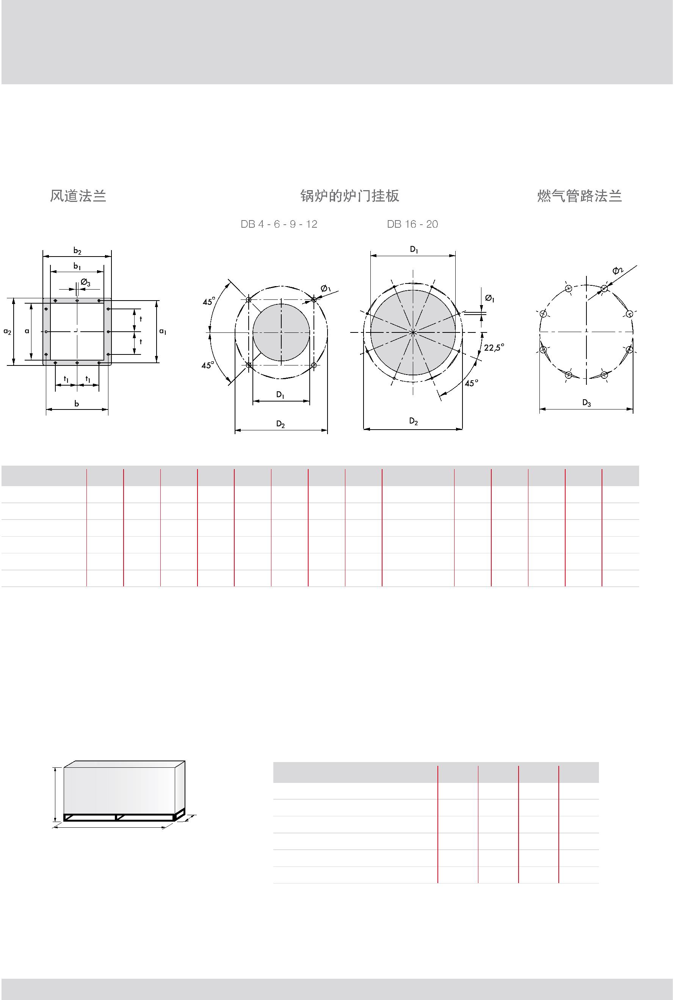 风道法兰
锅炉的炉门挂板
燃气管路法兰
DB 4 - 6 - 9 - 12
DB 16 - 20
b2
b1
Ø3
a2
a
t
t
a1
t1
t1
b
45°
45°
Ø1
D1
D2
D1
Ø1
22,5°
45°
D2
Ø2
D3